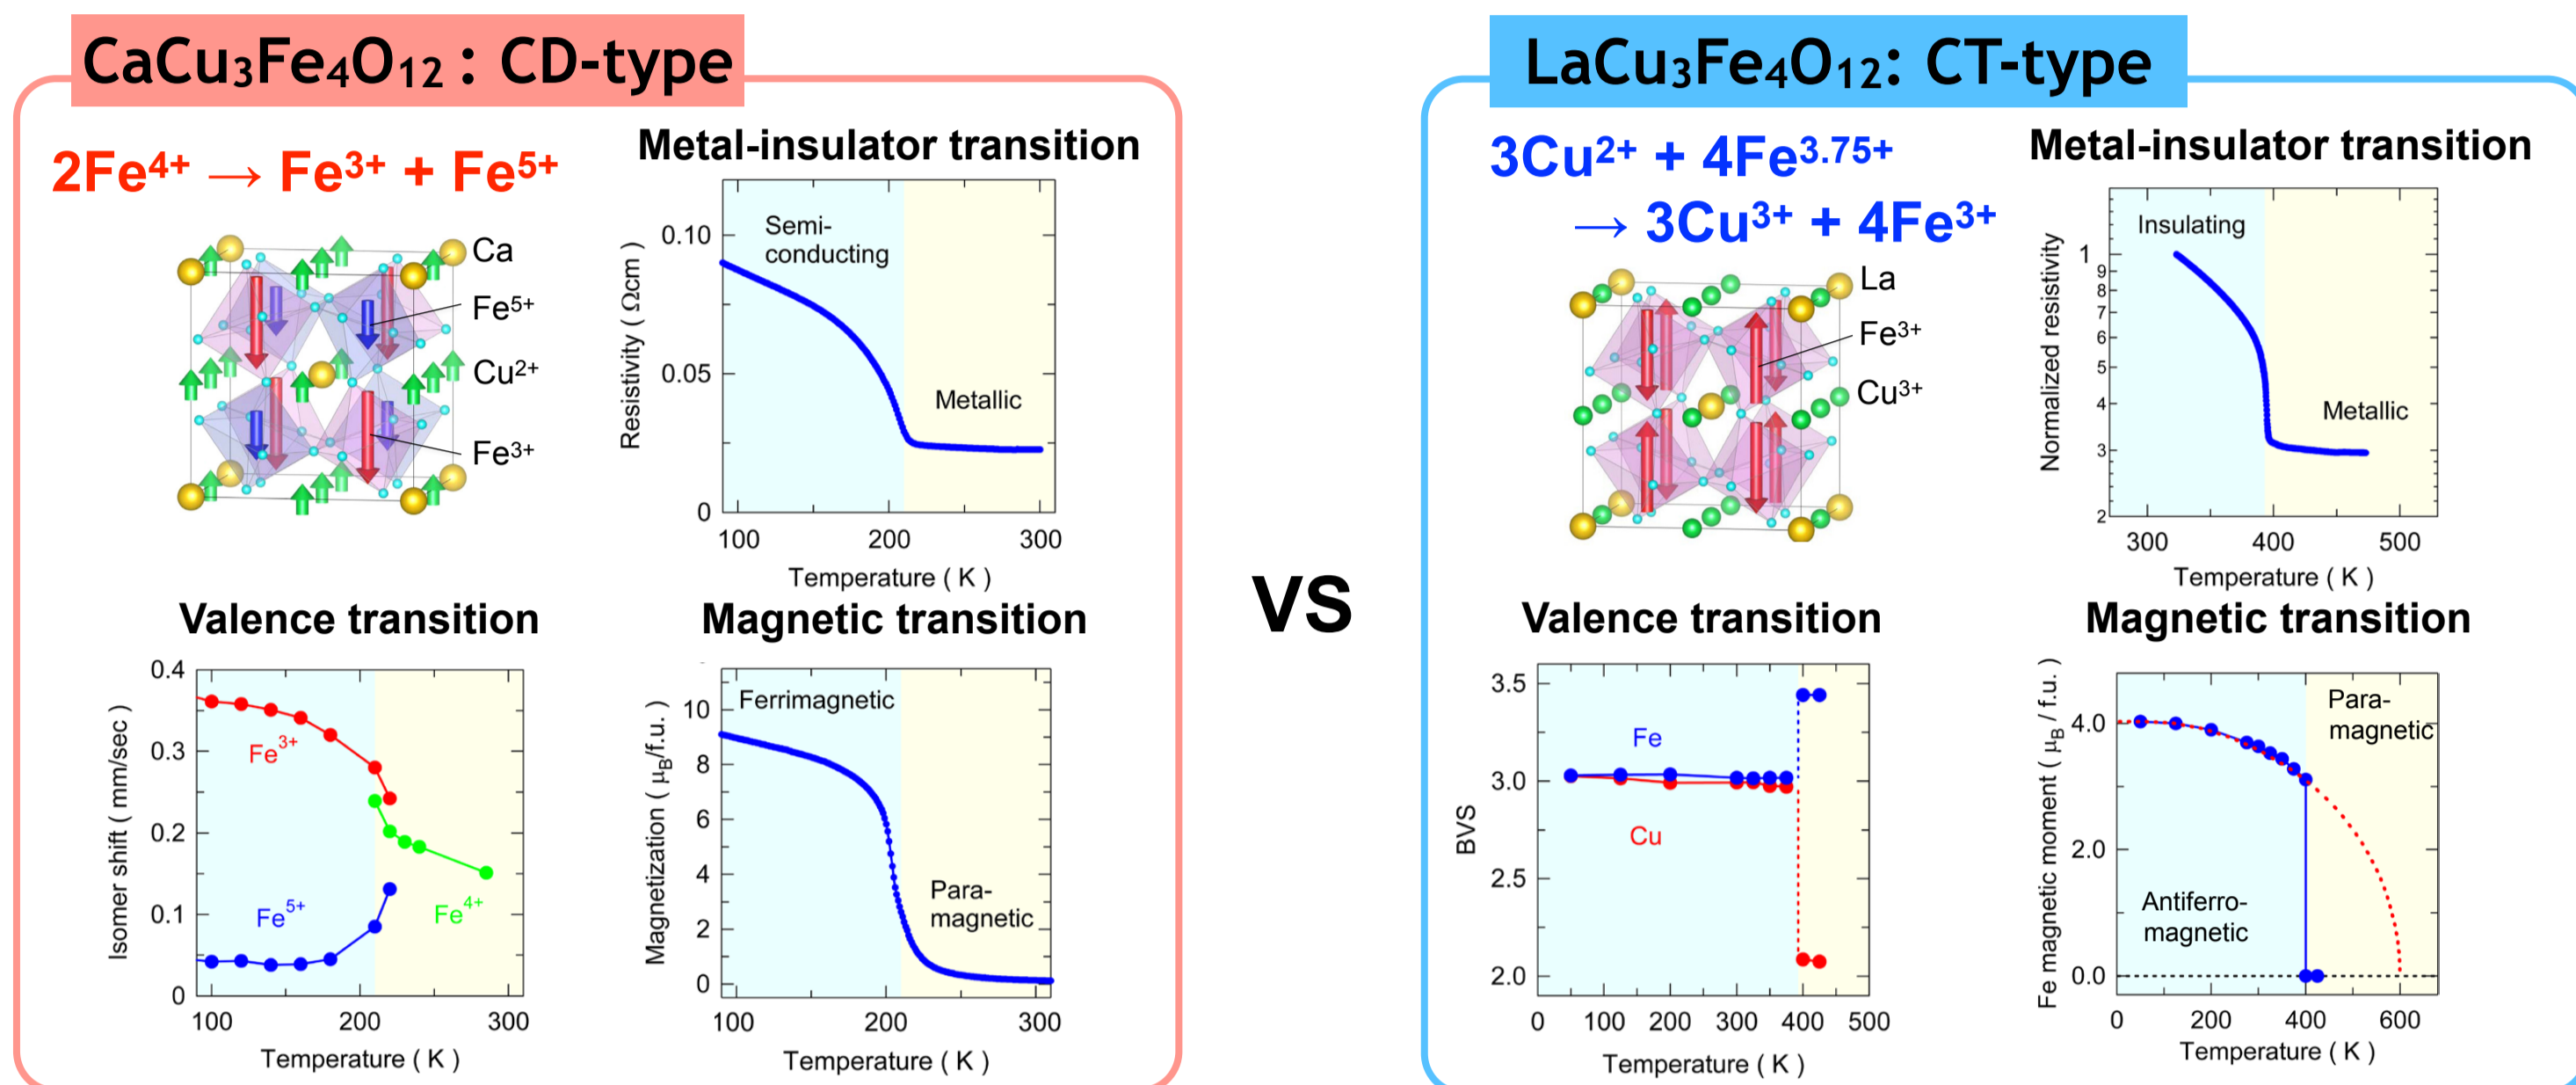 CaCu₃Fe₄O₁₂ : CD-type
2Fe⁴⁺ → Fe³⁺ + Fe⁵⁺
Ca
Fe⁵⁺
Cu²⁺
Fe³⁺
Metal-insulator transition
Resistivity ( Ωcm )
0.10
0.05
0
Semi-
conducting
Metallic
100 200 300
Temperature ( K )
Valence transition
Isomer shift ( mm/sec )
0.4
0.3
0.2
0.1
0
Fe³⁺
Fe⁵⁺
Fe⁴⁺
100 200 300
Temperature ( K )
Magnetic transition
Magnetization ( μB/f.u. )
10
8
6
4
2
0
Ferrimagnetic
Para-
magnetic
100 200 300
Temperature ( K )
VS
LaCu₃Fe₄O₁₂: CT-type
3Cu²⁺ + 4Fe³·⁷⁵⁺
→ 3Cu³⁺ + 4Fe³⁺
La
Fe³⁺
Cu³⁺
Metal-insulator transition
Normalized resistivity
1
9
8
7
6
5
4
3
2
Insulating
Metallic
300 400 500
Temperature ( K )
Valence transition
BVS
3.5
3.0
2.5
2.0
Fe
Cu
0 100 200 300 400 500
Temperature ( K )
Magnetic transition
Fe magnetic moment ( μB / f.u. )
4.0
2.0
0.0
Para-
magnetic
Antiferro-
magnetic
0 200 400 600
Temperature ( K )